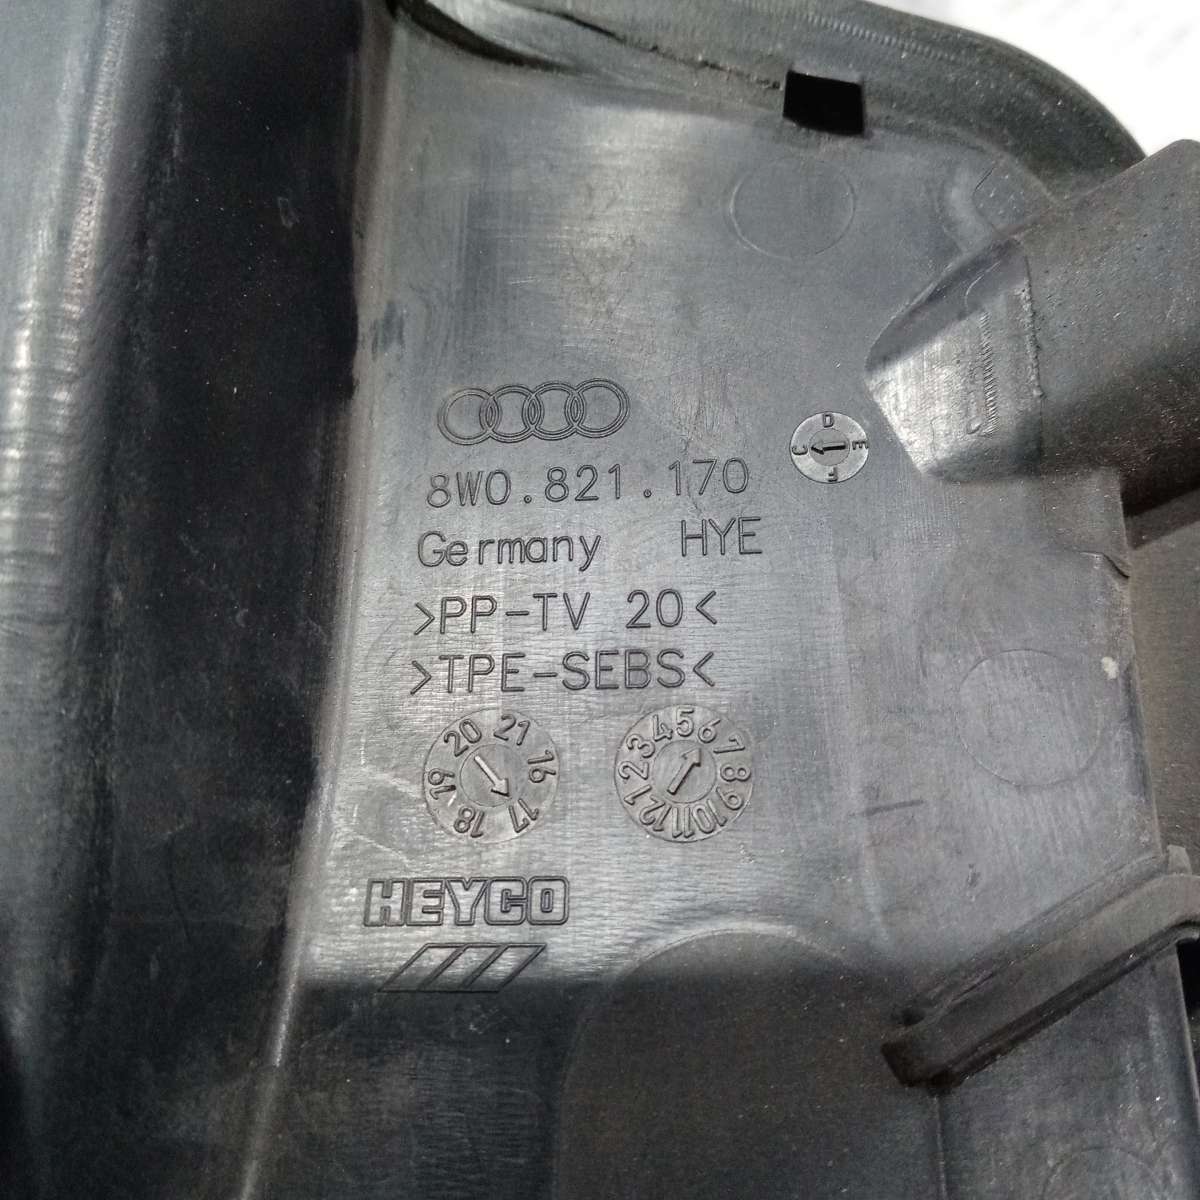 8W0.821.170
Germany HYE
>PP-TV 20<
>TPE-SEBS<
D E F C
16 17 18 19 20 21
1 2 3 4 5 6 7 8 9 10 11 12
HEYCO